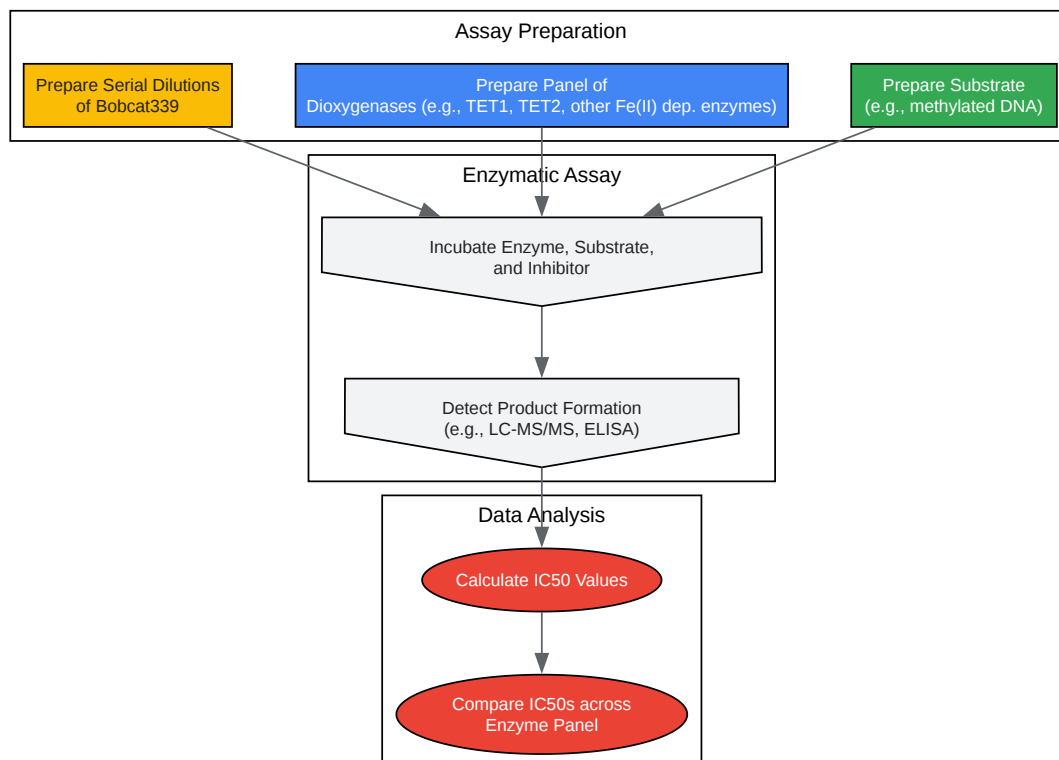 Assay Preparation
Prepare Serial Dilutions
of Bobcat339
Prepare Panel of
Dioxygenases (e.g., TET1, TET2, other Fe(II) dep. enzymes)
Prepare Substrate
(e.g., methylated DNA)
Enzymatic Assay
Incubate Enzyme, Substrate,
and Inhibitor
Detect Product Formation
(e.g., LC-MS/MS, ELISA)
Data Analysis
Calculate IC50 Values
Compare IC50s across
Enzyme Panel